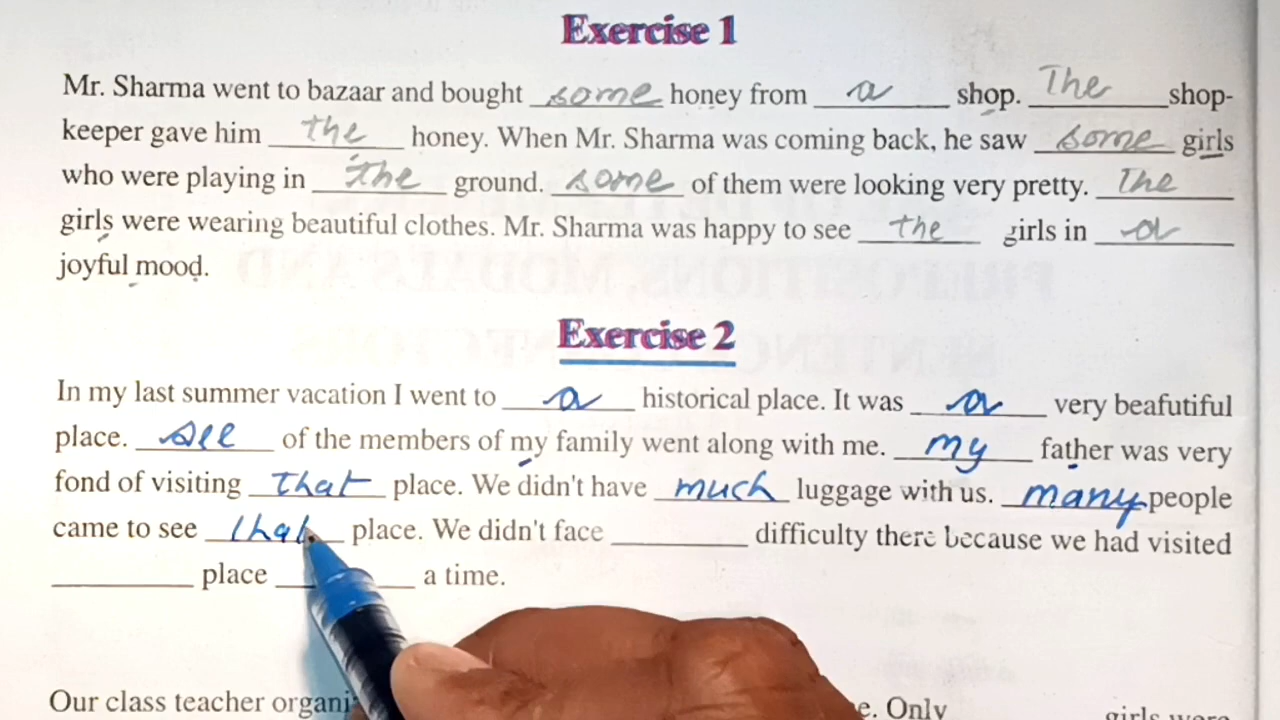 Exercise 1
Mr. Sharma went to bazaar and bought some honey from a shop. The shop-
keeper gave him the honey. When Mr. Sharma was coming back, he saw some girls
who were playing in the ground. some of them were looking very pretty. The
girls were wearing beautiful clothes. Mr. Sharma was happy to see the girls in a
joyful mood.
Exercise 2
In my last summer vacation I went to a historical place. It was a very beafutiful
place. All of the members of my family went along with me. my father was very
fond of visiting that place. We didn't have much luggage with us. many people
came to see that place. We didn't face ________ difficulty there because we had visited
________ place ________ a time.
Our class teacher Only
girls were